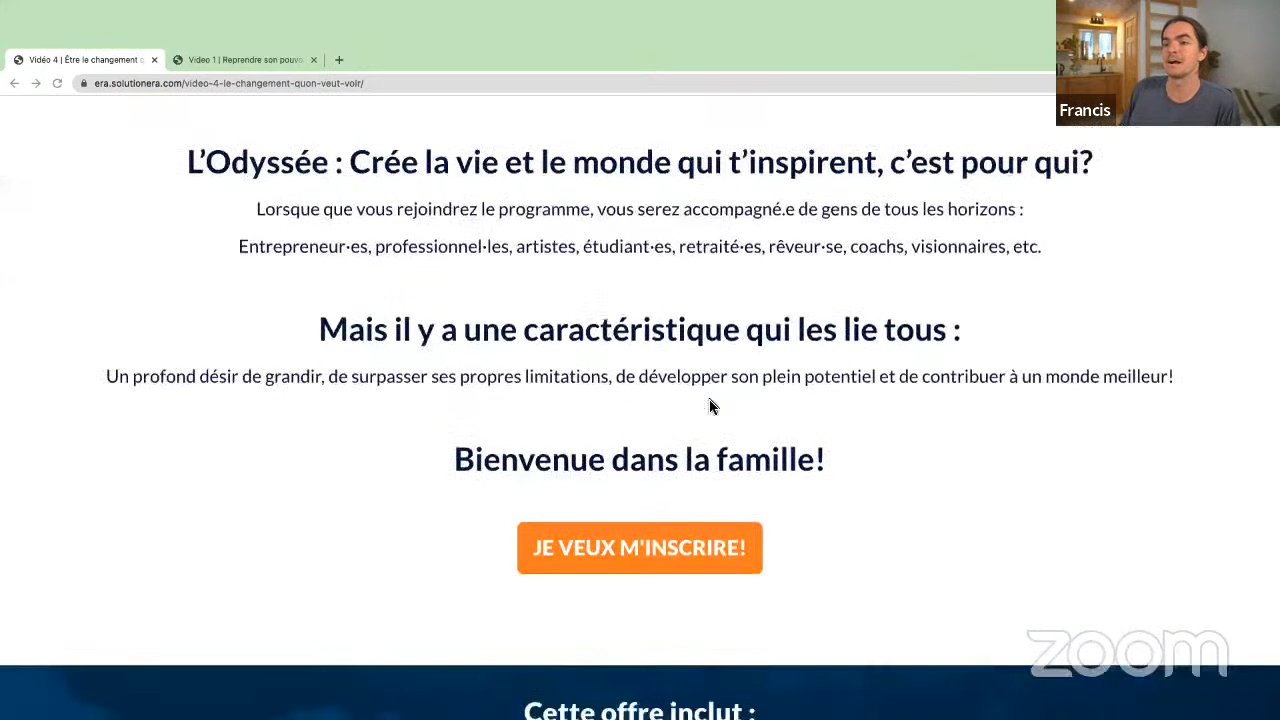 Vidéo 4 | Être le changement q
Video 1 | Reprendre son pouvo
era.solutionera.com/video-4-le-changement-quon-veut-voir/
Francis
L’Odyssée : Crée la vie et le monde qui t’inspirent, c’est pour qui?
Lorsque que vous rejoindrez le programme, vous serez accompagné.e de gens de tous les horizons :
Entrepreneur·es, professionnel·les, artistes, étudiant·es, retraité·es, rêveur·se, coachs, visionnaires, etc.
Mais il y a une caractéristique qui les lie tous :
Un profond désir de grandir, de surpasser ses propres limitations, de développer son plein potentiel et de contribuer à un monde meilleur!
Bienvenue dans la famille!
JE VEUX M'INSCRIRE!
zoom
Cette offre inclut :